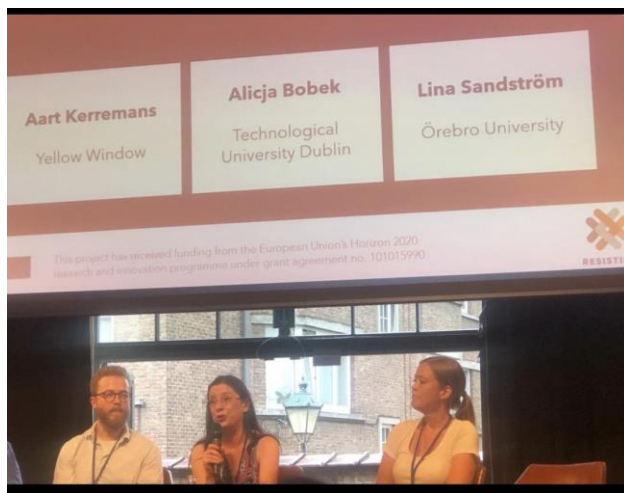 Aart Kerremans
Yellow Window
Alicja Bobek
Technological
University Dublin
Lina Sandström
Örebro University
This project has received funding from the European Union's Horizon 2020
research and innovation programme under grant agreement no. 101015990.